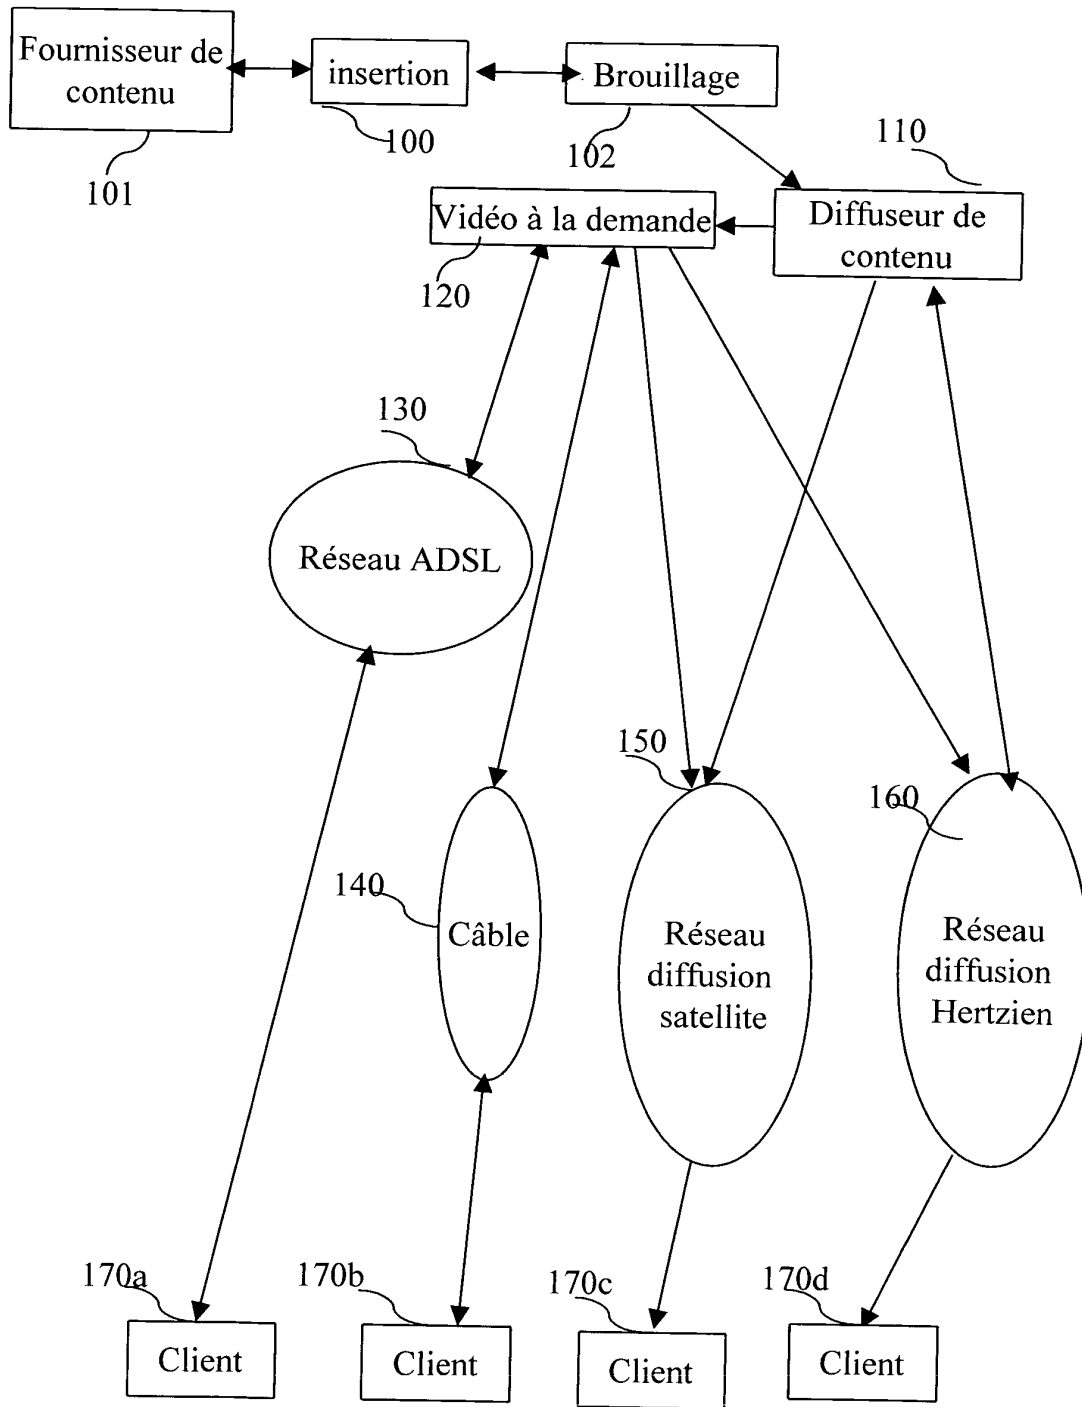 Fournisseur de
contenu
insertion
Brouillage
101
100
102
110
Vidéo à la demande
Diffuseur de
contenu
120
130
Réseau ADSL
150
160
140
Câble
Réseau
diffusion
satellite
Réseau
diffusion
Hertzien
170a
170b
170c
170d
Client
Client
Client
Client